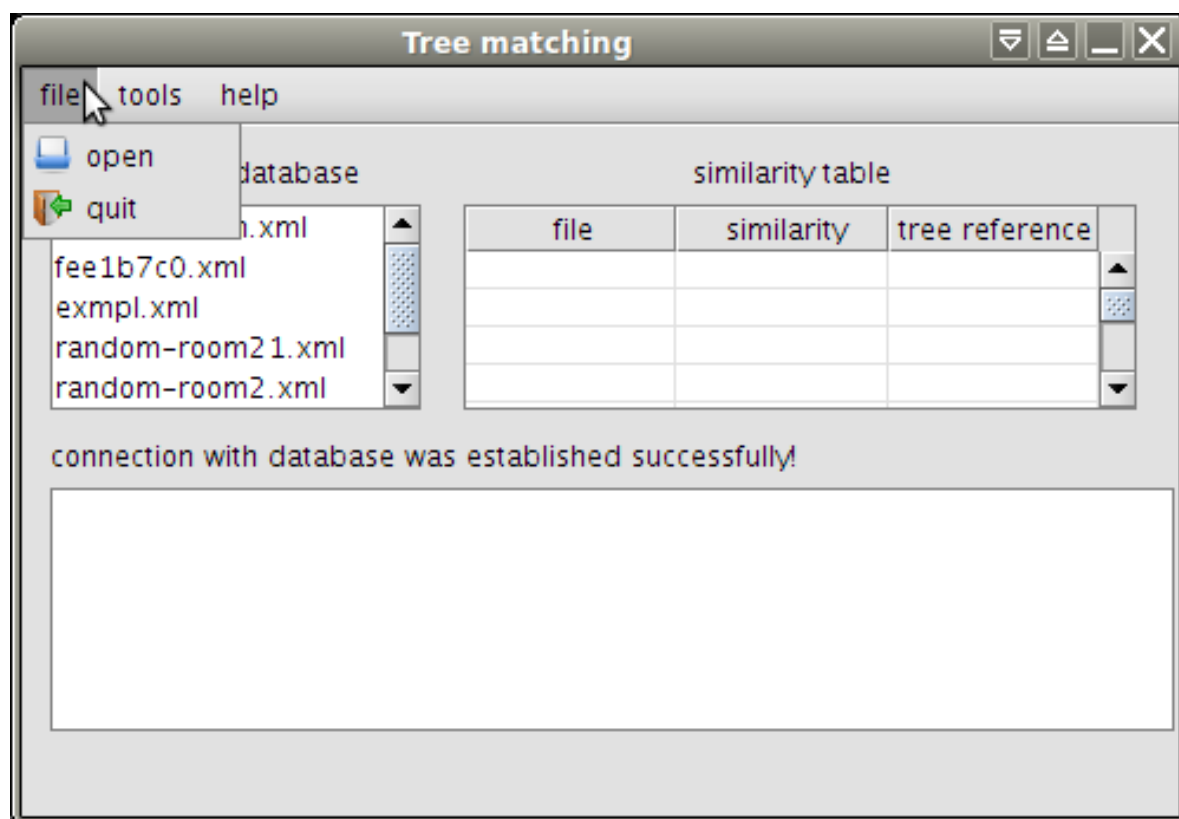 Tree matching
file tools help
open
quit
database
.xml
fee1b7c0.xml
exmpl.xml
random-room21.xml
random-room2.xml
similarity table
file similarity tree reference
connection with database was established successfully!